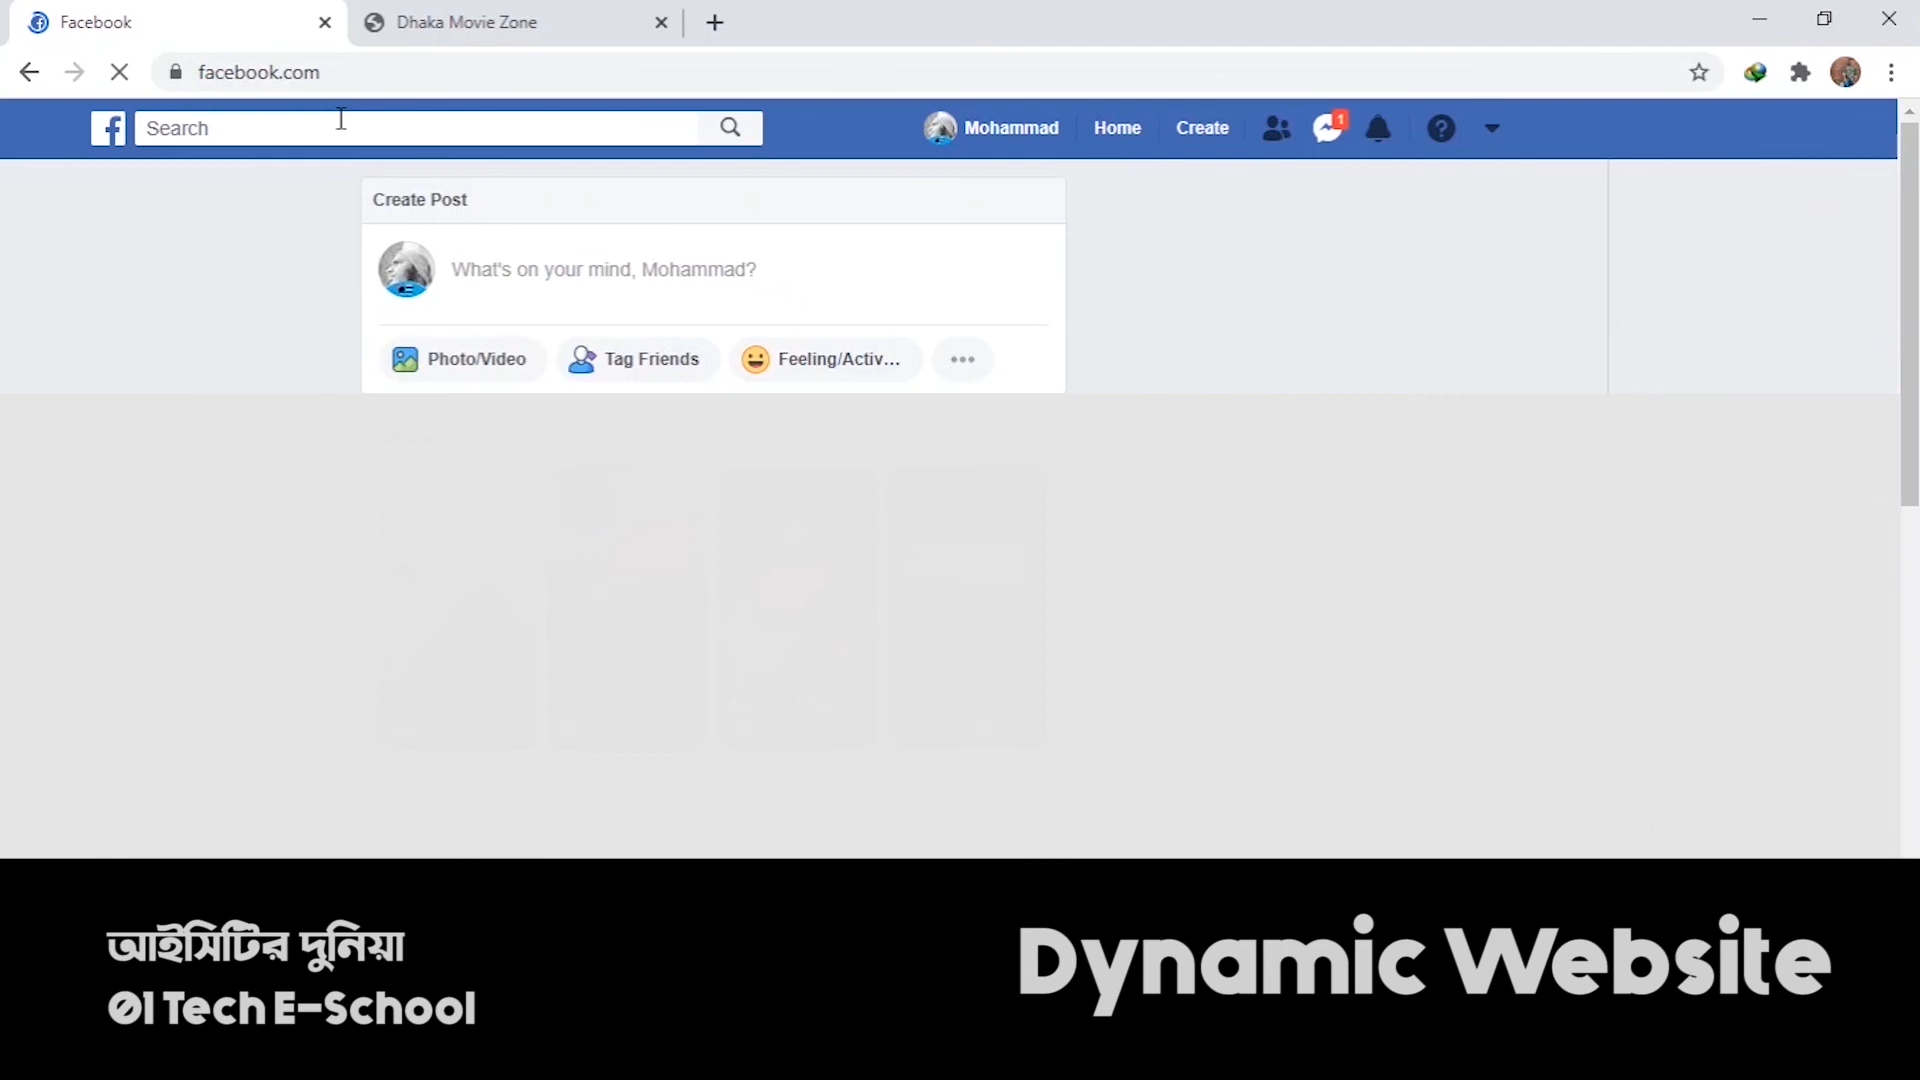 Facebook
Dhaka Movie Zone
facebook.com
Search
Mohammad
Home
Create
1
Create Post
What's on your mind, Mohammad?
Photo/Video
Tag Friends
Feeling/Activ...
আইসিটির দুনিয়া
01 Tech E-School
Dynamic Website